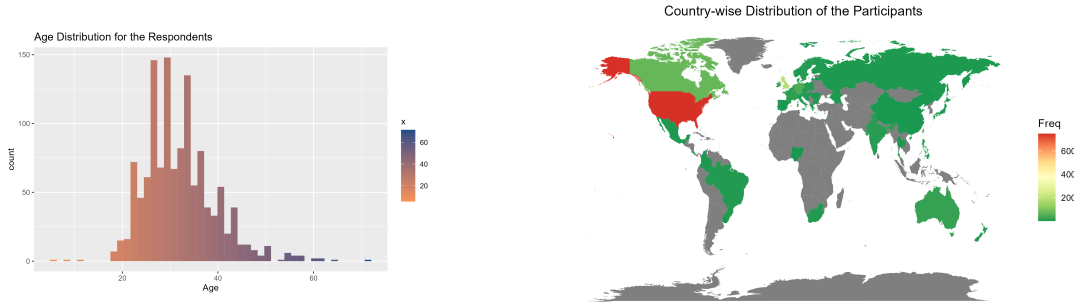 Country-wise Distribution of the Participants
Age Distribution for the Respondents
150
100
50
0
count
20
40
60
Age
x
60
40
20
Freq
600
400
200